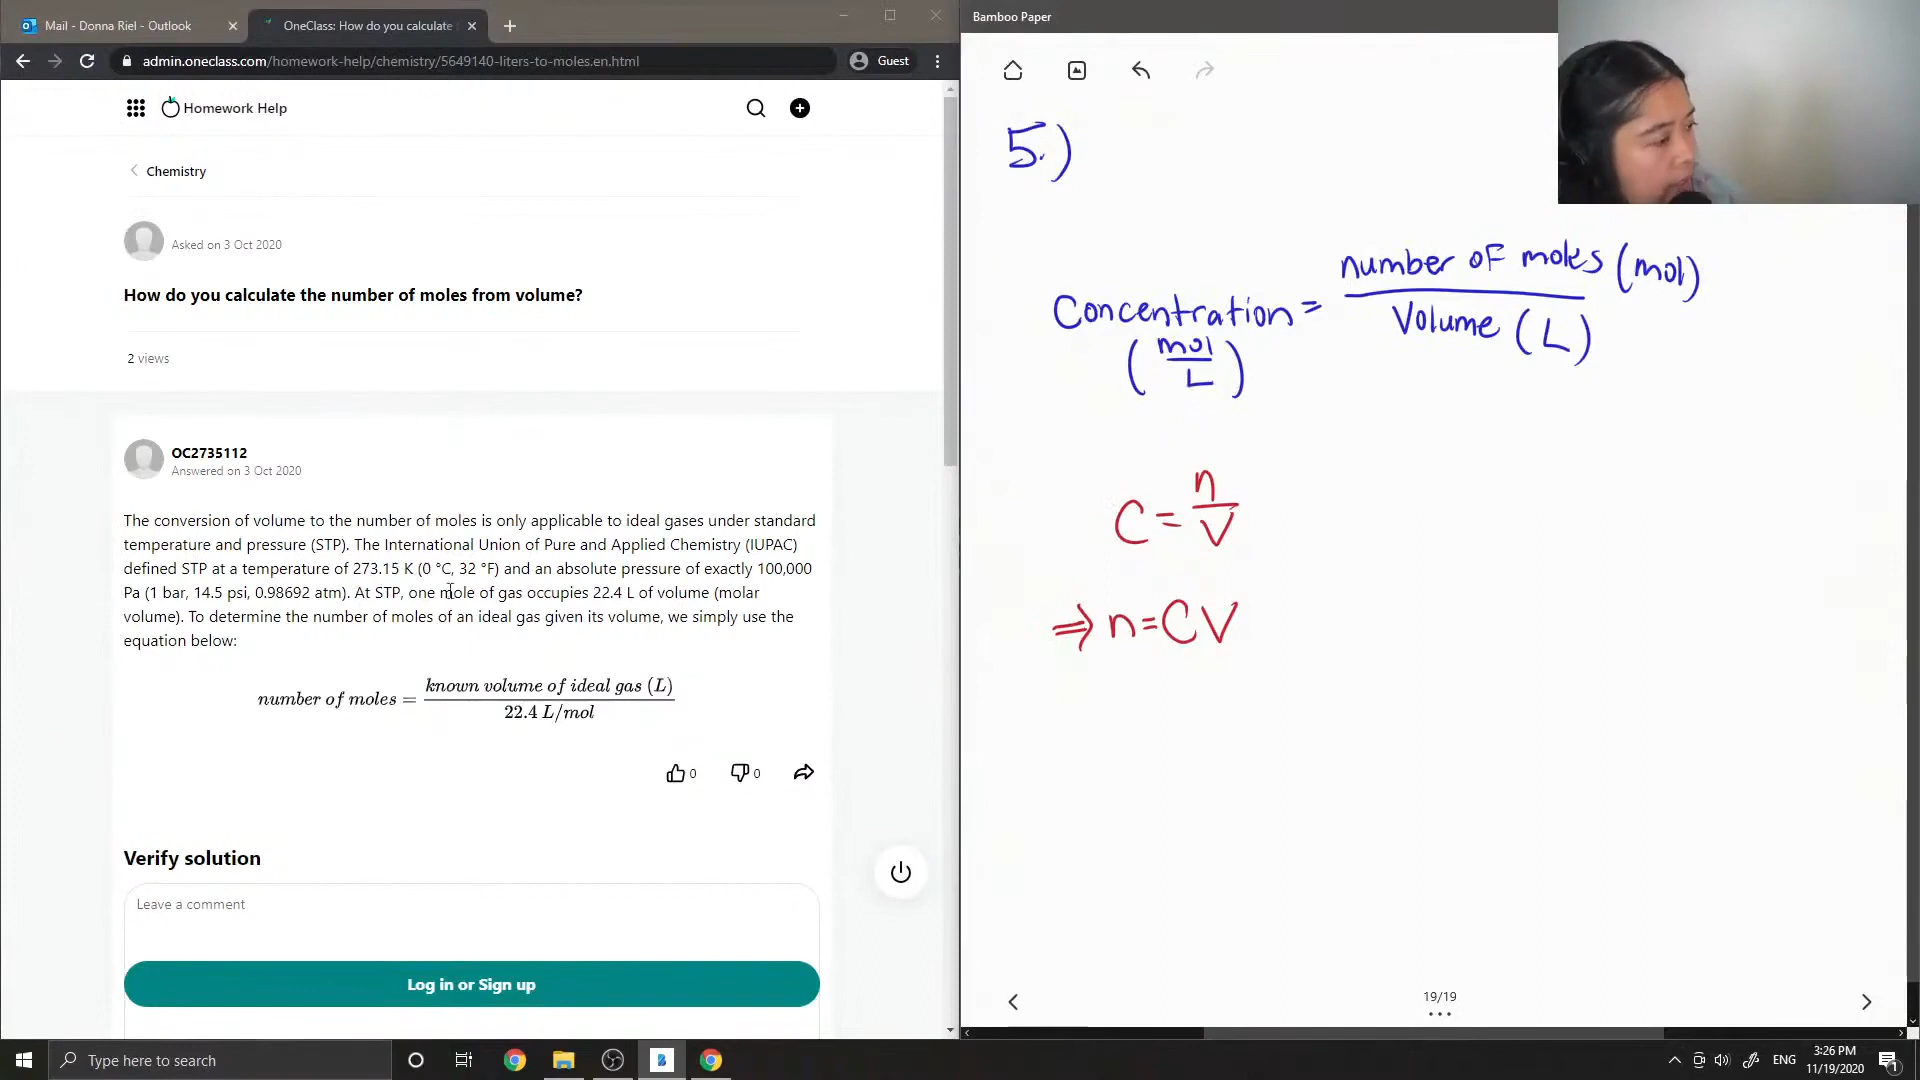 Mail - Donna Riel - Outlook
OneClass: How do you calculate
Bamboo Paper
admin.oneclass.com/homework-help/chemistry/5649140-liters-to-moles.en.html
Guest
Homework Help
Chemistry
Asked on 3 Oct 2020
How do you calculate the number of moles from volume?
2 views
OC2735112
Answered on 3 Oct 2020
The conversion of volume to the number of moles is only applicable to ideal gases under standard
temperature and pressure (STP). The International Union of Pure and Applied Chemistry (IUPAC)
defined STP at a temperature of 273.15 K (0 °C, 32 °F) and an absolute pressure of exactly 100,000
Pa (1 bar, 14.5 psi, 0.98692 atm). At STP, one mole of gas occupies 22.4 L of volume (molar
volume). To determine the number of moles of an ideal gas given its volume, we simply use the
equation below:
number of moles = known volume of ideal gas (L)
22.4 L/mol
0
0
Verify solution
Leave a comment
Log in or Sign up
5.)
number of moles (mol)
Concentration =
Volume (L)
(mol
L)
C = n
V
⇒ n = CV
19/19
Type here to search
ENG
3:26 PM
11/19/2020
1